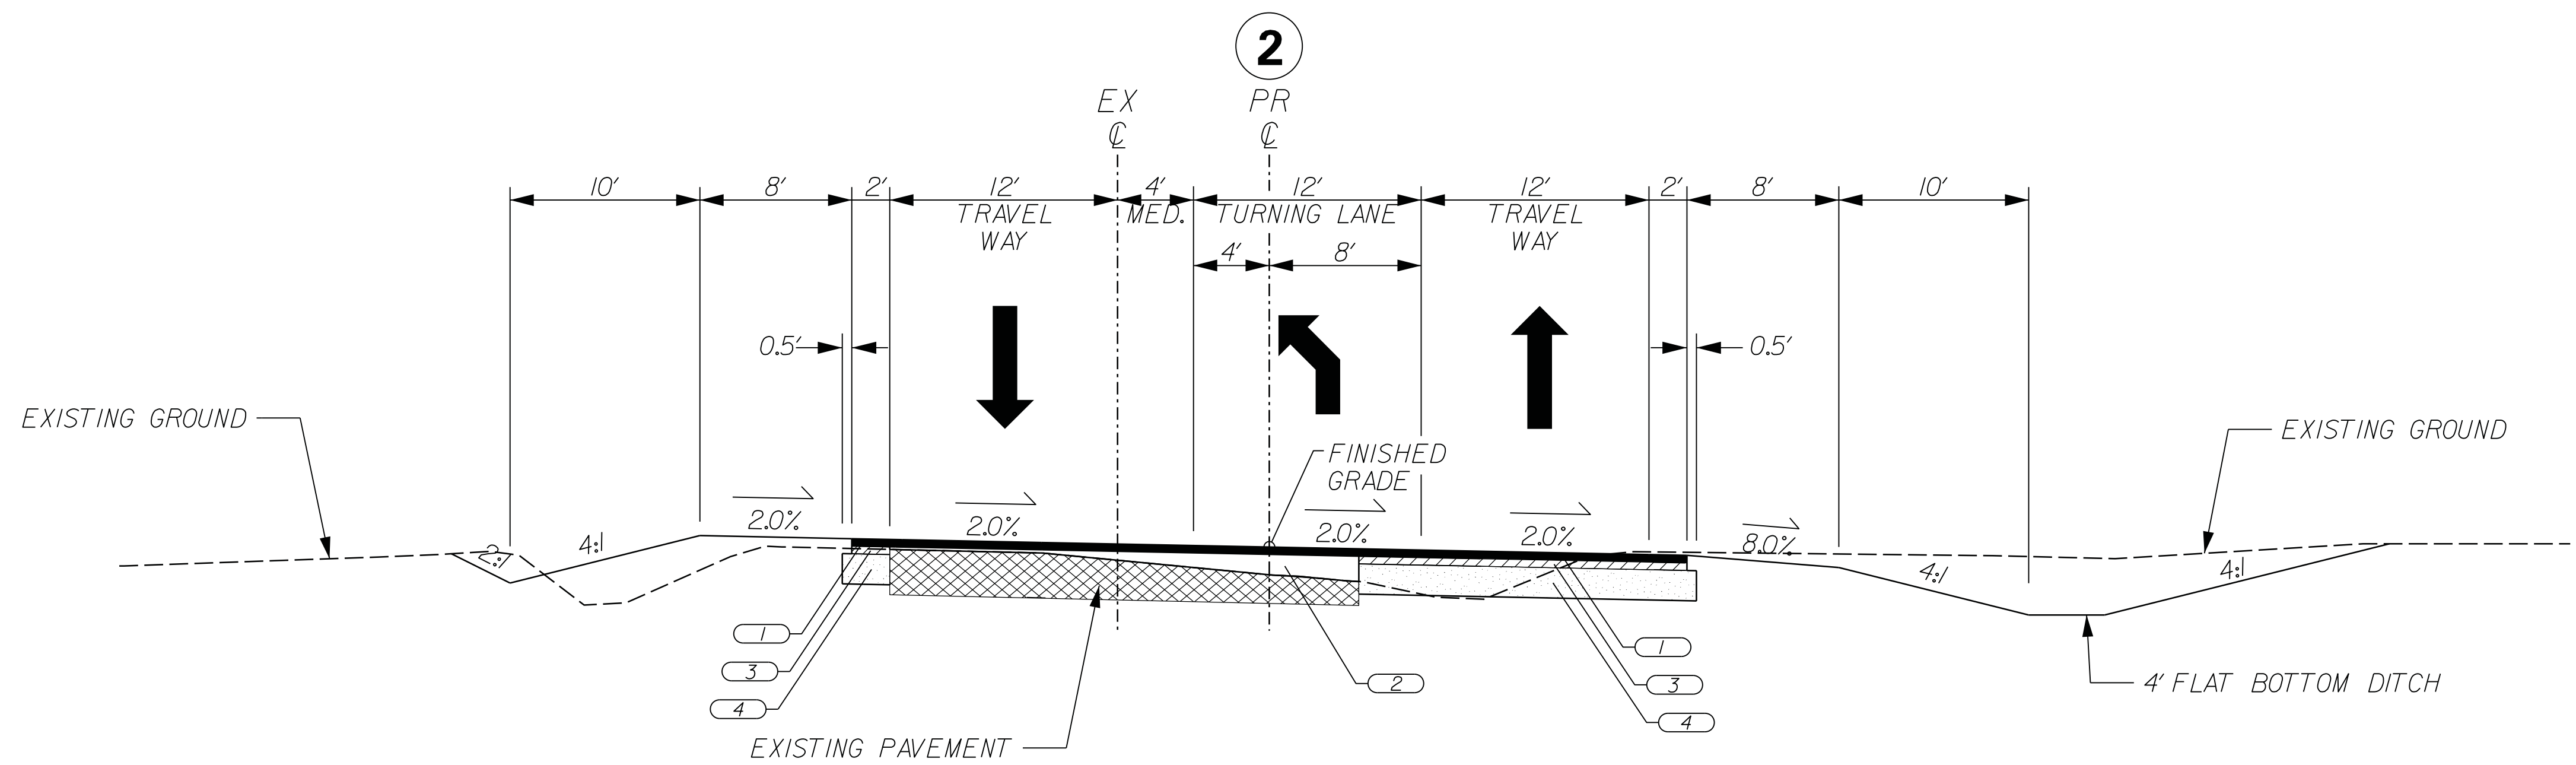 2
EX
℄
PR
℄
10' 8' 2' 12' 4' 12' 12' 2' 8' 10'
TRAVEL WAY
MED.
TURNING LANE
TRAVEL WAY
4' 8'
0.5' 0.5'
EXISTING GROUND
EXISTING GROUND
FINISHED
GRADE
2.0% 2.0% 2.0% 2.0% 8.0%
2:1 4:1 4:1 4:1
1
3
4
2
1
3
4
4' FLAT BOTTOM DITCH
EXISTING PAVEMENT